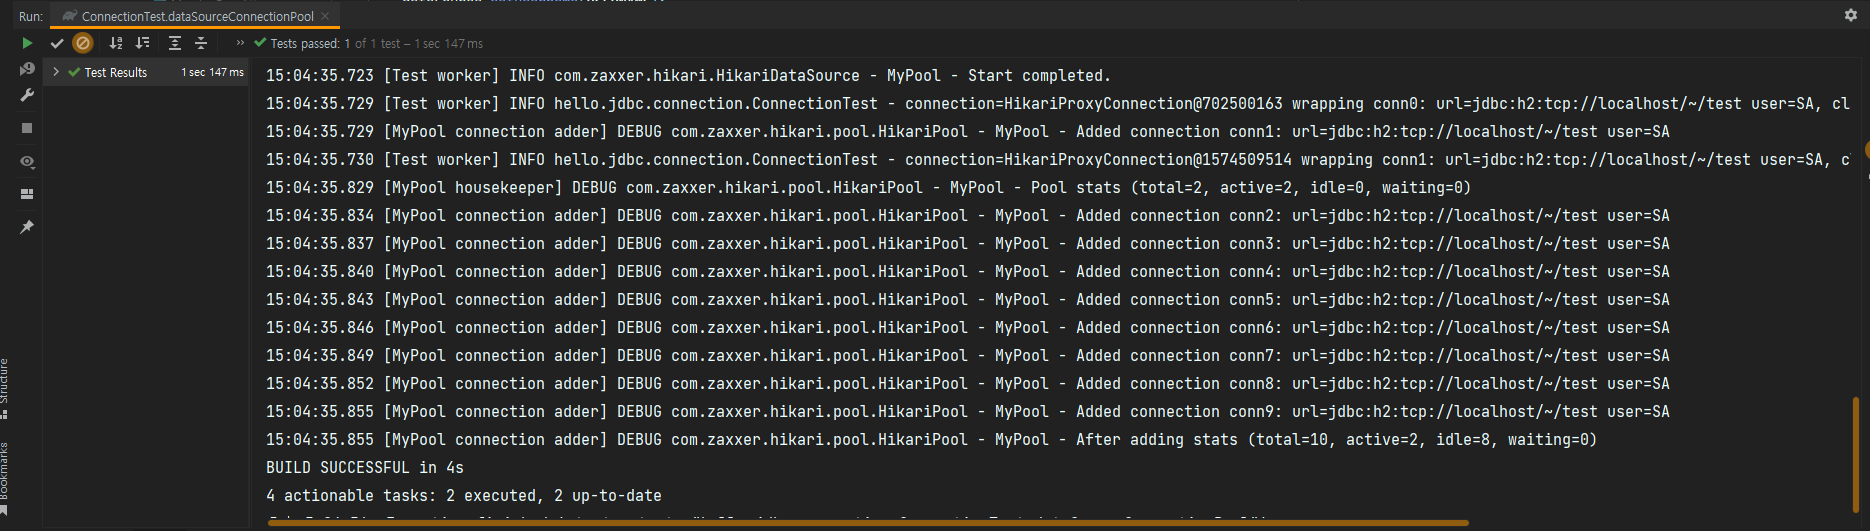 Run: ConnectionTest.dataSourceConnectionPool
Tests passed: 1 of 1 test – 1 sec 147 ms
Test Results 1 sec 147 ms
15:04:35.723 [Test worker] INFO com.zaxxer.hikari.HikariDataSource - MyPool - Start completed.
15:04:35.729 [Test worker] INFO hello.jdbc.connection.ConnectionTest - connection=HikariProxyConnection@702500163 wrapping conn0: url=jdbc:h2:tcp://localhost/~/test user=SA, cl
15:04:35.729 [MyPool connection adder] DEBUG com.zaxxer.hikari.pool.HikariPool - MyPool - Added connection conn1: url=jdbc:h2:tcp://localhost/~/test user=SA
15:04:35.730 [Test worker] INFO hello.jdbc.connection.ConnectionTest - connection=HikariProxyConnection@1574509514 wrapping conn1: url=jdbc:h2:tcp://localhost/~/test user=SA, c
15:04:35.829 [MyPool housekeeper] DEBUG com.zaxxer.hikari.pool.HikariPool - MyPool - Pool stats (total=2, active=2, idle=0, waiting=0)
15:04:35.834 [MyPool connection adder] DEBUG com.zaxxer.hikari.pool.HikariPool - MyPool - Added connection conn2: url=jdbc:h2:tcp://localhost/~/test user=SA
15:04:35.837 [MyPool connection adder] DEBUG com.zaxxer.hikari.pool.HikariPool - MyPool - Added connection conn3: url=jdbc:h2:tcp://localhost/~/test user=SA
15:04:35.840 [MyPool connection adder] DEBUG com.zaxxer.hikari.pool.HikariPool - MyPool - Added connection conn4: url=jdbc:h2:tcp://localhost/~/test user=SA
15:04:35.843 [MyPool connection adder] DEBUG com.zaxxer.hikari.pool.HikariPool - MyPool - Added connection conn5: url=jdbc:h2:tcp://localhost/~/test user=SA
15:04:35.846 [MyPool connection adder] DEBUG com.zaxxer.hikari.pool.HikariPool - MyPool - Added connection conn6: url=jdbc:h2:tcp://localhost/~/test user=SA
15:04:35.849 [MyPool connection adder] DEBUG com.zaxxer.hikari.pool.HikariPool - MyPool - Added connection conn7: url=jdbc:h2:tcp://localhost/~/test user=SA
15:04:35.852 [MyPool connection adder] DEBUG com.zaxxer.hikari.pool.HikariPool - MyPool - Added connection conn8: url=jdbc:h2:tcp://localhost/~/test user=SA
15:04:35.855 [MyPool connection adder] DEBUG com.zaxxer.hikari.pool.HikariPool - MyPool - Added connection conn9: url=jdbc:h2:tcp://localhost/~/test user=SA
15:04:35.855 [MyPool connection adder] DEBUG com.zaxxer.hikari.pool.HikariPool - MyPool - After adding stats (total=10, active=2, idle=8, waiting=0)
BUILD SUCCESSFUL in 4s
4 actionable tasks: 2 executed, 2 up-to-date
Structure
Bookmarks